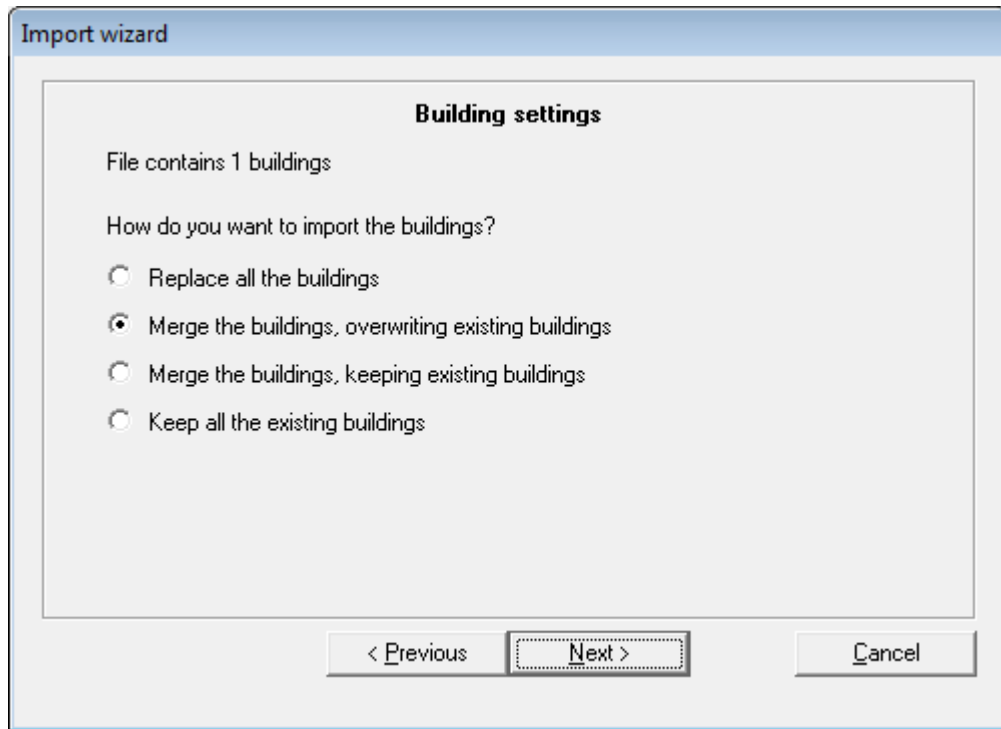 Import wizard
Building settings
File contains 1 buildings
How do you want to import the buildings?
Replace all the buildings
Merge the buildings, overwriting existing buildings
Merge the buildings, keeping existing buildings
Keep all the existing buildings
< Previous Next > Cancel